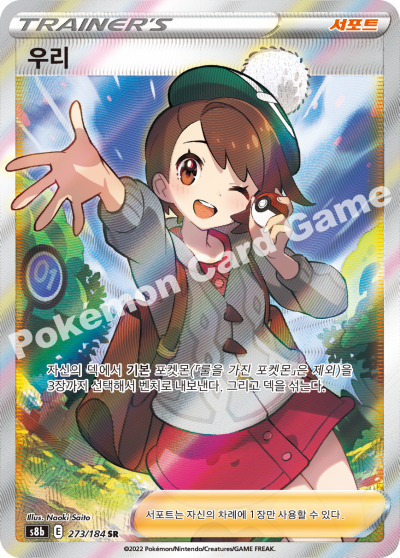 TRAINER'S
서포트
우리
01
Pokémon Card Game
자신의 덱에서 기본 포켓몬(「룰을 가진 포켓몬」은 제외)을
3장까지 선택해서 벤치로 내보낸다. 그리고 덱을 섞는다.
Illus. Naoki Saito
s8b E 273/184 SR
서포트는 자신의 차례에 1장만 사용할 수 있다.
©2022 Pokémon/Nintendo/Creatures/GAME FREAK.